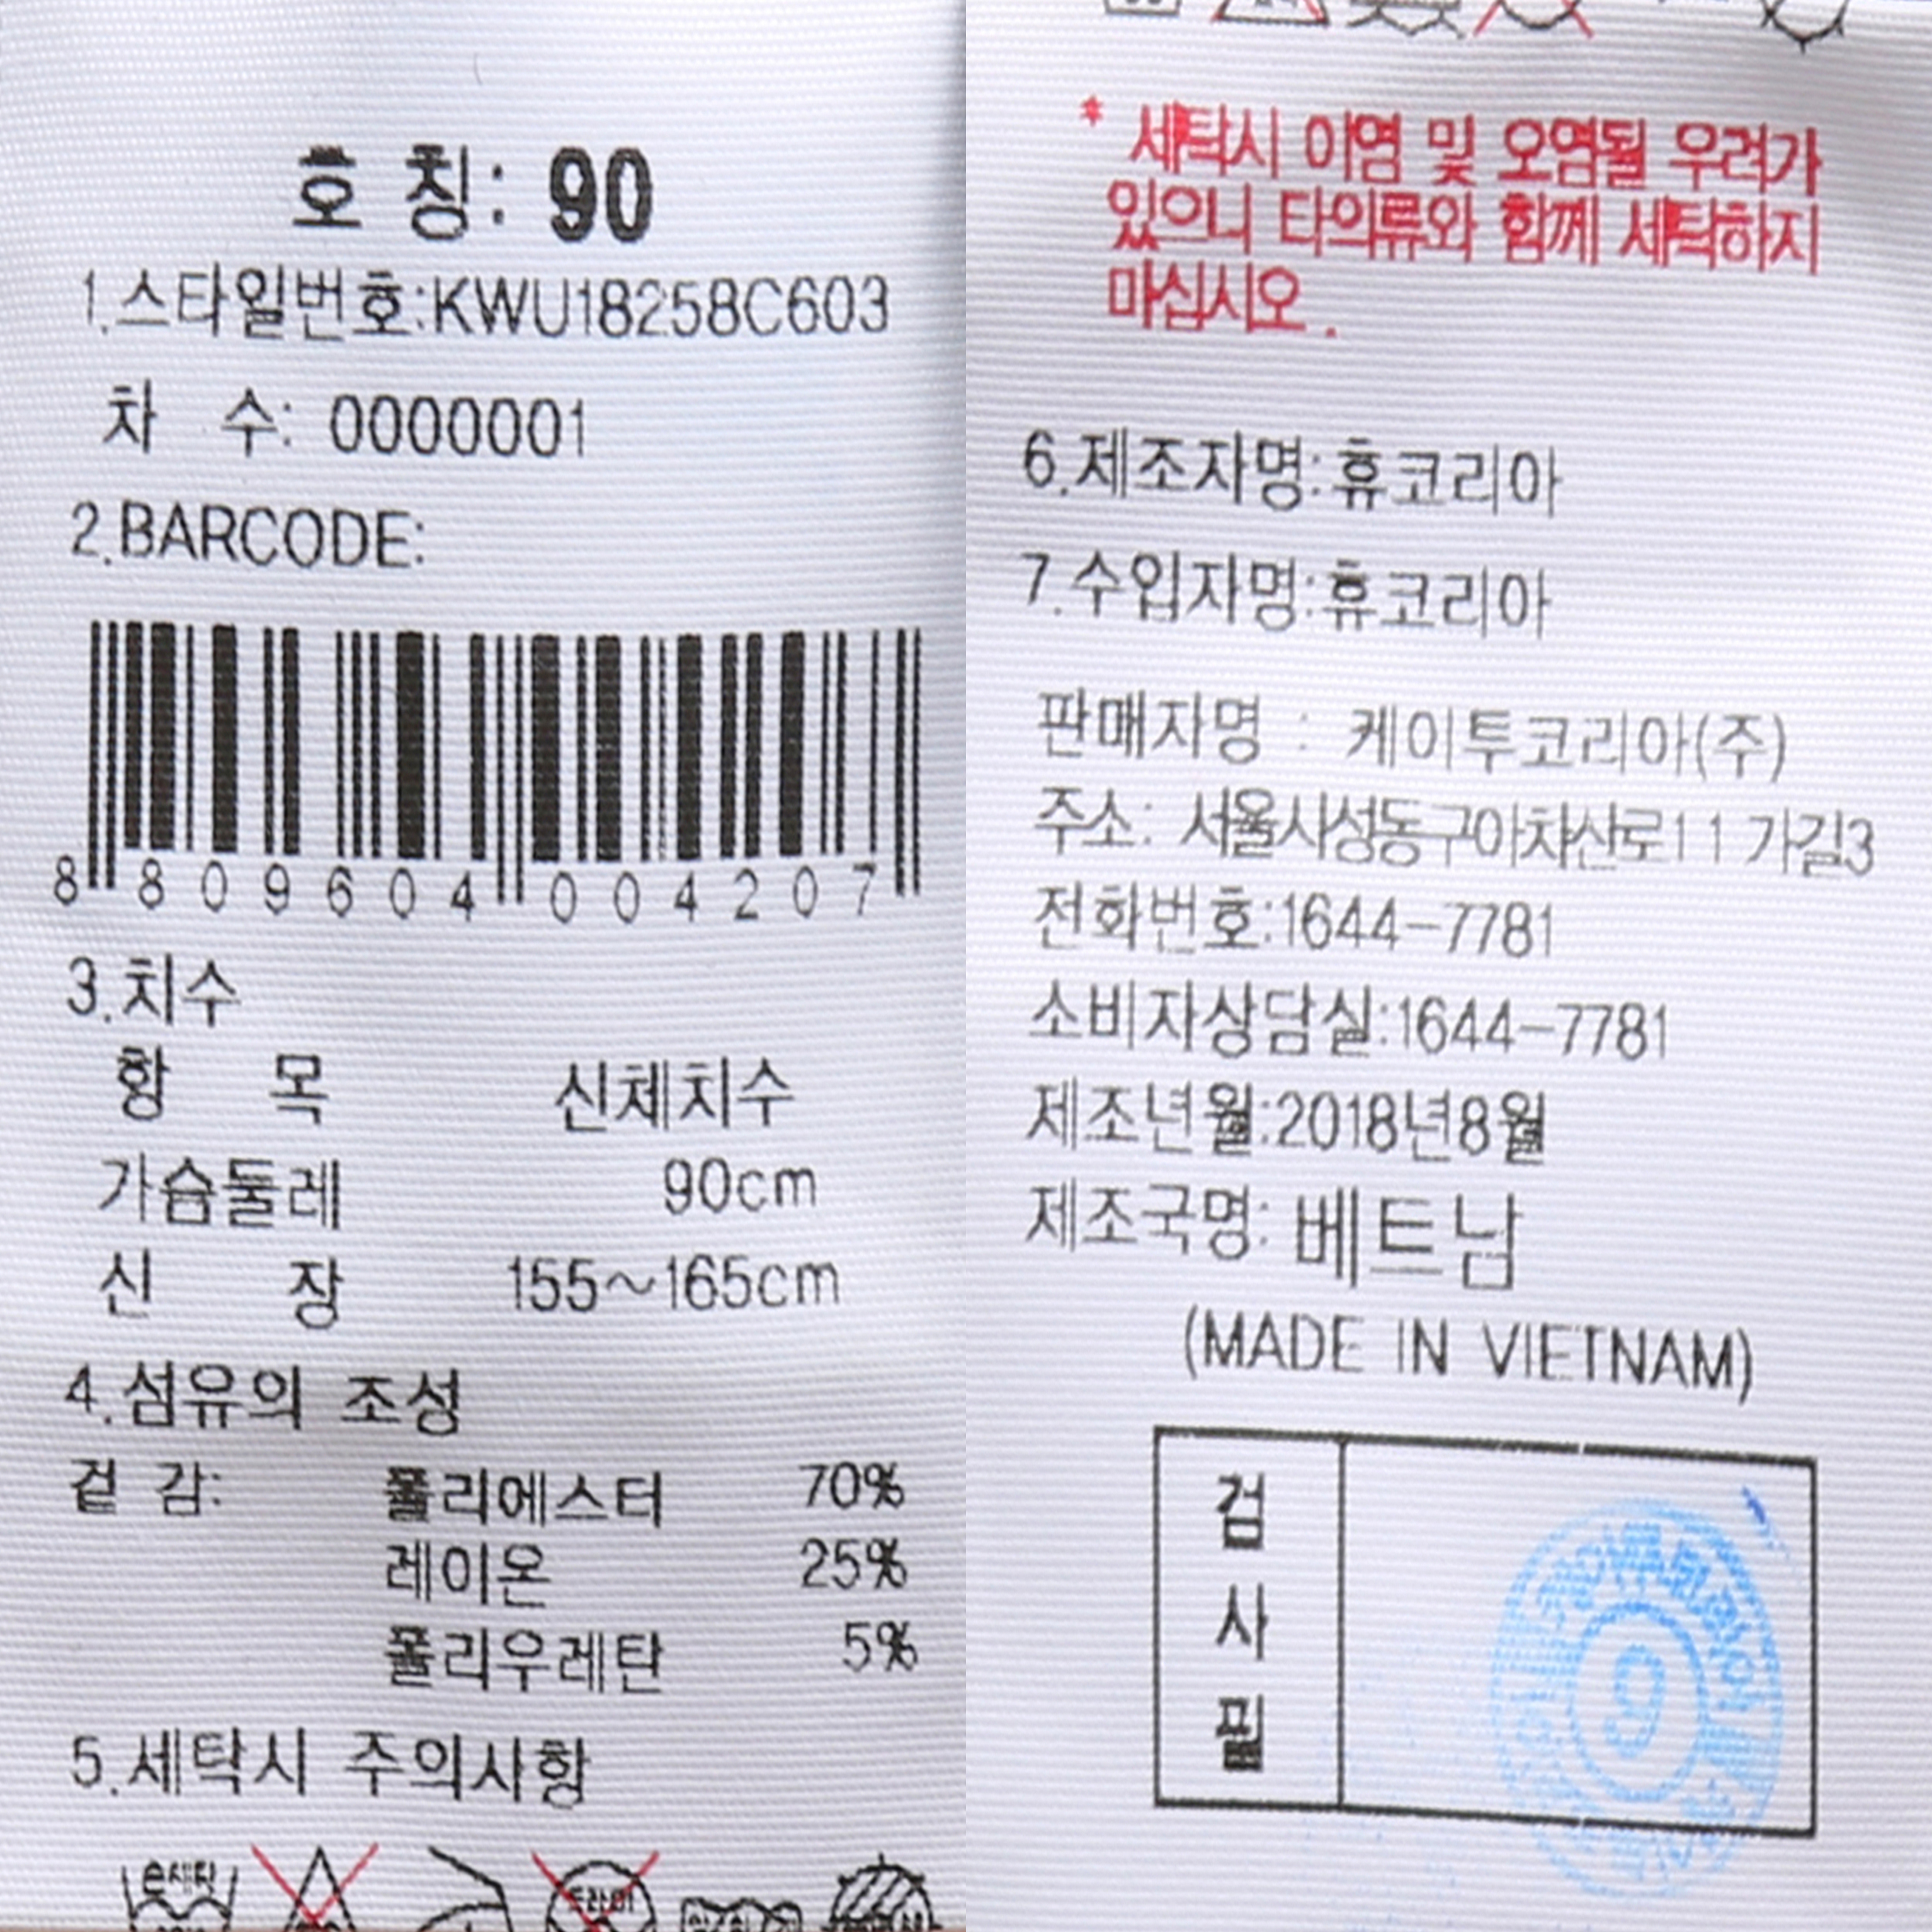 호 칭: 90
1.스타일번호:KWU18258C603
차 수: 0000001
2.BARCODE:
8 809604 004207
3.치수
항 목 신체치수
가슴둘레 90cm
신 장 155~165cm
4.섬유의 조성
겉 감: 폴리에스터 70%
레이온 25%
폴리우레탄 5%
5.세탁시 주의사항
손세탁
드라이
* 세탁시 이염 및 오염될 우려가
있으니 타의류와 함께 세탁하지
마십시오.
6.제조자명:휴코리아
7.수입자명:휴코리아
판매자명 : 케이투코리아(주)
주소: 서울시성동구아차산로11가길3
전화번호:1644-7781
소비자상담실:1644-7781
제조년월:2018년8월
제조국명: 베트남
(MADE IN VIETNAM)
검
사
필
9